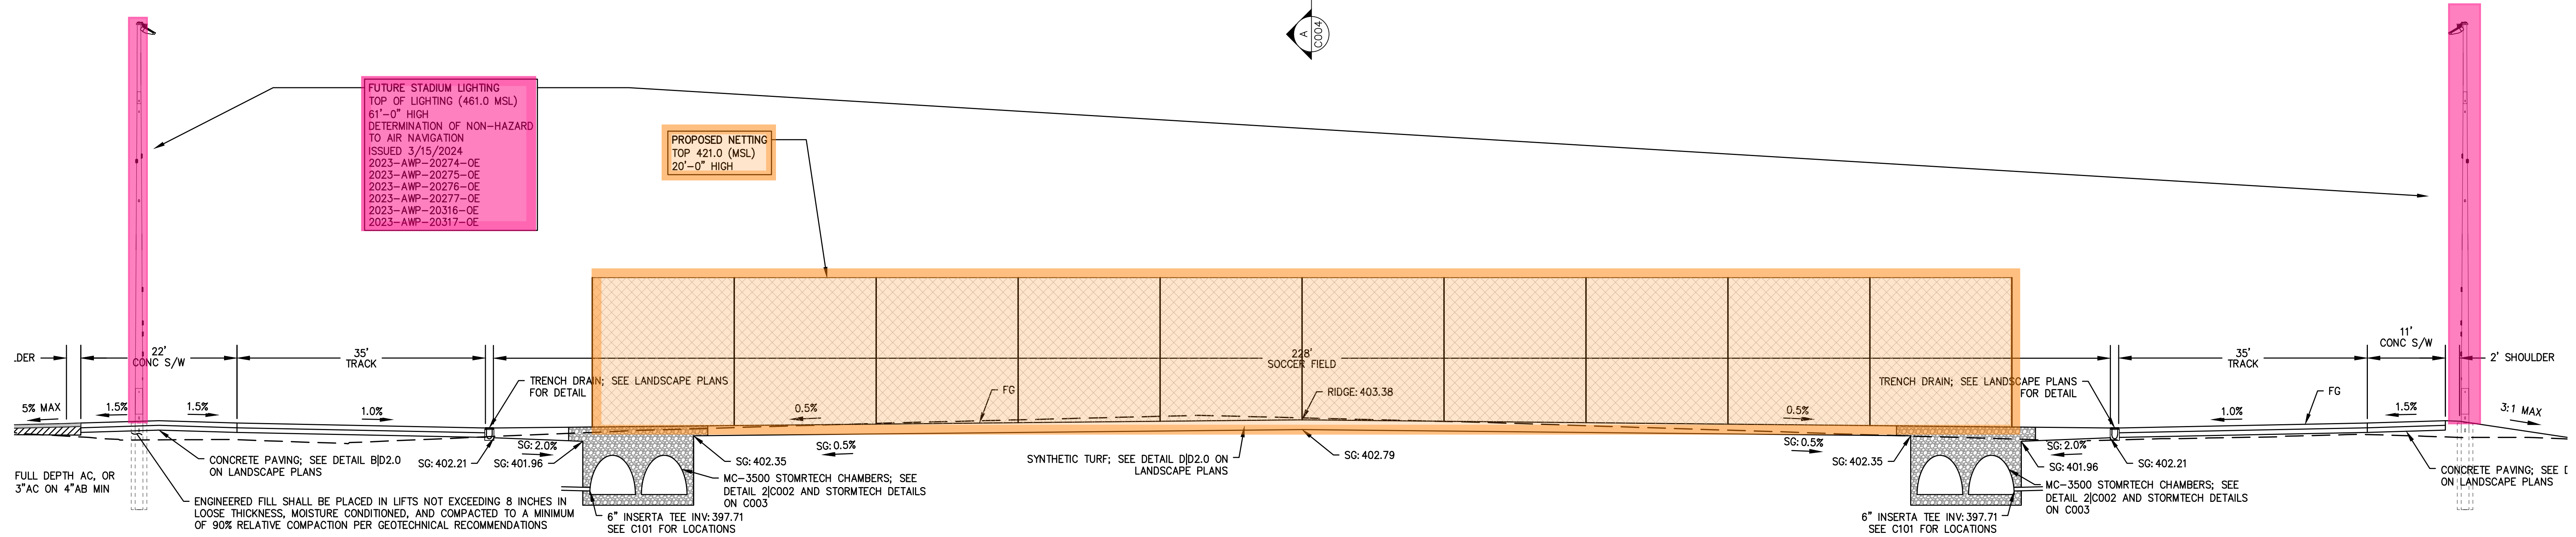 A
C004
FUTURE STADIUM LIGHTING
TOP OF LIGHTING (461.0 MSL)
61'-0" HIGH
DETERMINATION OF NON-HAZARD
TO AIR NAVIGATION
ISSUED 3/15/2024
2023-AWP-20274-OE
2023-AWP-20275-OE
2023-AWP-20276-OE
2023-AWP-20277-OE
2023-AWP-20316-OE
2023-AWP-20317-OE
PROPOSED NETTING
TOP 421.0 (MSL)
20'-0" HIGH
LDER
22'
CONC S/W
35'
TRACK
228'
SOCCER FIELD
35'
TRACK
11'
CONC S/W
2' SHOULDER
TRENCH DRAIN; SEE LANDSCAPE PLANS
FOR DETAIL
FG
RIDGE: 403.38
TRENCH DRAIN; SEE LANDSCAPE PLANS
FOR DETAIL
FG
5% MAX
1.5%
1.5%
1.0%
0.5%
0.5%
1.0%
1.5%
3:1 MAX
CONCRETE PAVING; SEE DETAIL B|D2.0
ON LANDSCAPE PLANS
SG: 402.21
SG: 2.0%
SG: 401.96
SG: 0.5%
SG: 402.35
SYNTHETIC TURF; SEE DETAIL D|D2.0 ON
LANDSCAPE PLANS
SG: 402.79
SG: 0.5%
SG: 402.35
SG: 2.0%
SG: 401.96
SG: 402.21
CONCRETE PAVING; SEE D
ON LANDSCAPE PLANS
FULL DEPTH AC, OR
3"AC ON 4"AB MIN
ENGINEERED FILL SHALL BE PLACED IN LIFTS NOT EXCEEDING 8 INCHES IN
LOOSE THICKNESS, MOISTURE CONDITIONED, AND COMPACTED TO A MINIMUM
OF 90% RELATIVE COMPACTION PER GEOTECHNICAL RECOMMENDATIONS
MC-3500 STOMRTECH CHAMBERS; SEE
DETAIL 2|C002 AND STORMTECH DETAILS
ON C003
6" INSERTA TEE INV: 397.71
SEE C101 FOR LOCATIONS
MC-3500 STOMRTECH CHAMBERS; SEE
DETAIL 2|C002 AND STORMTECH DETAILS
ON C003
6" INSERTA TEE INV: 397.71
SEE C101 FOR LOCATIONS